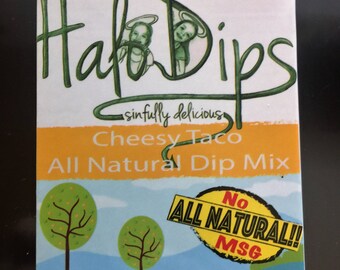 Halo Dips
sinfully delicious
Cheesy Taco
All Natural Dip Mix
No
ALL NATURAL!!
MSG